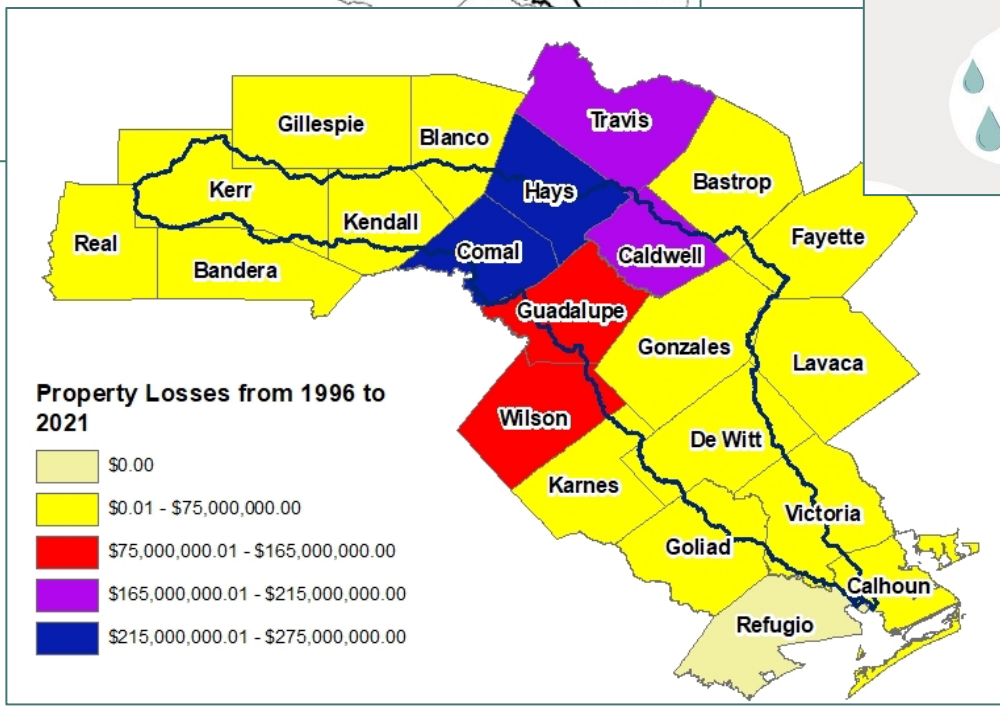 Travis
Gillespie
Blanco
Bastrop
Kerr
Hays
Kendall
Real
Fayette
Comal
Caldwell
Bandera
Guadalupe
Gonzales
Lavaca
Wilson
De Witt
Karnes
Victoria
Goliad
Calhoun
Refugio
Property Losses from 1996 to
2021
$0.00
$0.01 - $75,000,000.00
$75,000,000.01 - $165,000,000.00
$165,000,000.01 - $215,000,000.00
$215,000,000.01 - $275,000,000.00